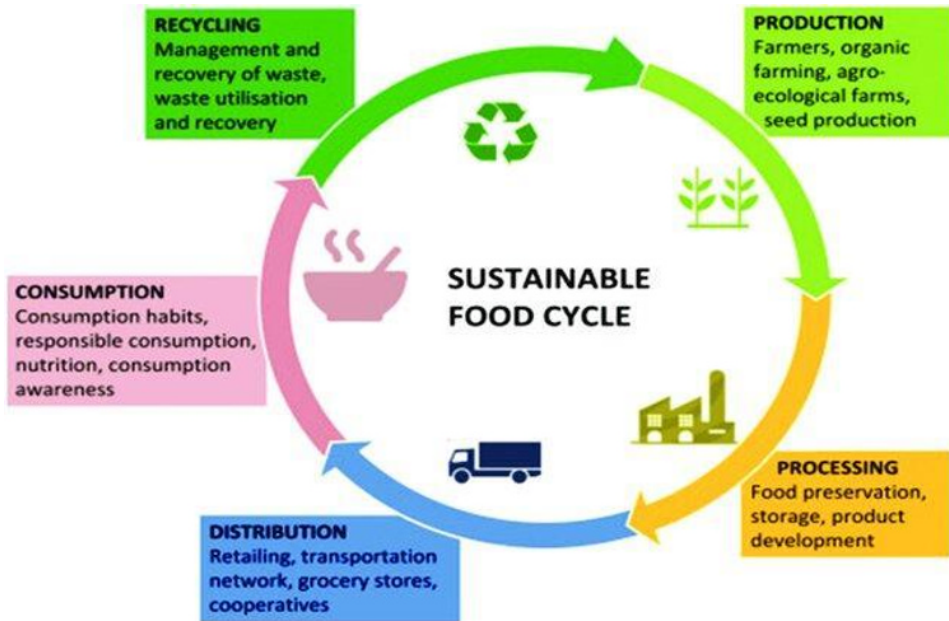 RECYCLING
Management and
recovery of waste,
waste utilisation
and recovery
PRODUCTION
Farmers, organic
farming, agro-
ecological farms,
seed production
SUSTAINABLE
FOOD CYCLE
CONSUMPTION
Consumption habits,
responsible consumption,
nutrition, consumption
awareness
PROCESSING
Food preservation,
storage, product
development
DISTRIBUTION
Retailing, transportation
network, grocery stores,
cooperatives